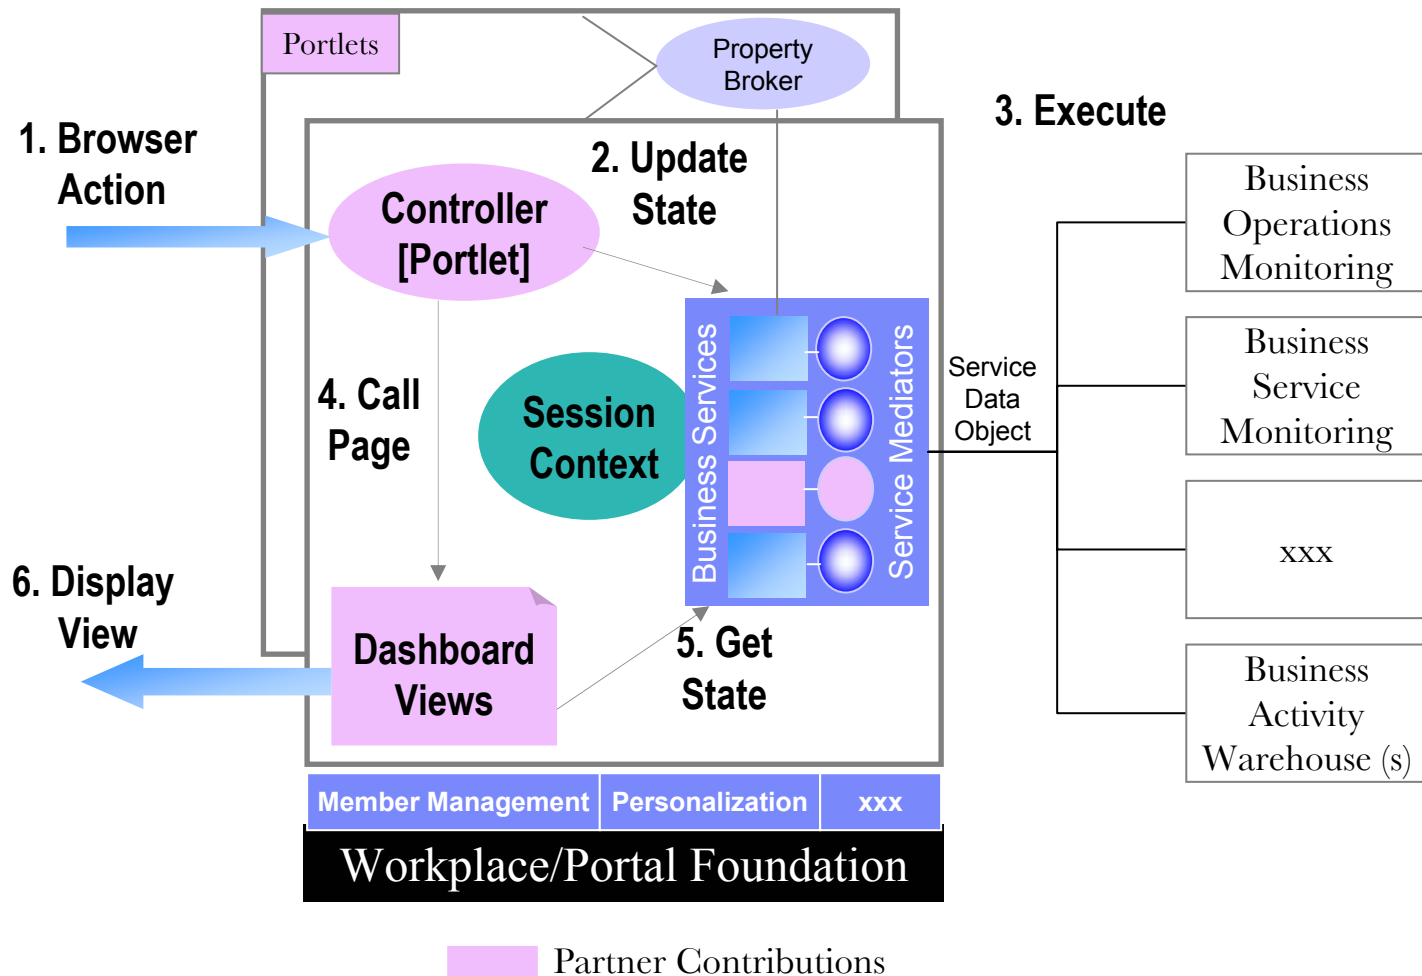 Portlets
Property
Broker
1. Browser
Action
2. Update
State
3. Execute
Controller
[Portlet]
Business
Operations
Monitoring
Business Services
Service Mediators
Service
Data
Object
Business
Service
Monitoring
4. Call
Page
Session
Context
xxx
6. Display
View
Dashboard
Views
5. Get
State
Business
Activity
Warehouse (s)
Member Management
Personalization
xxx
Workplace/Portal Foundation
Partner Contributions